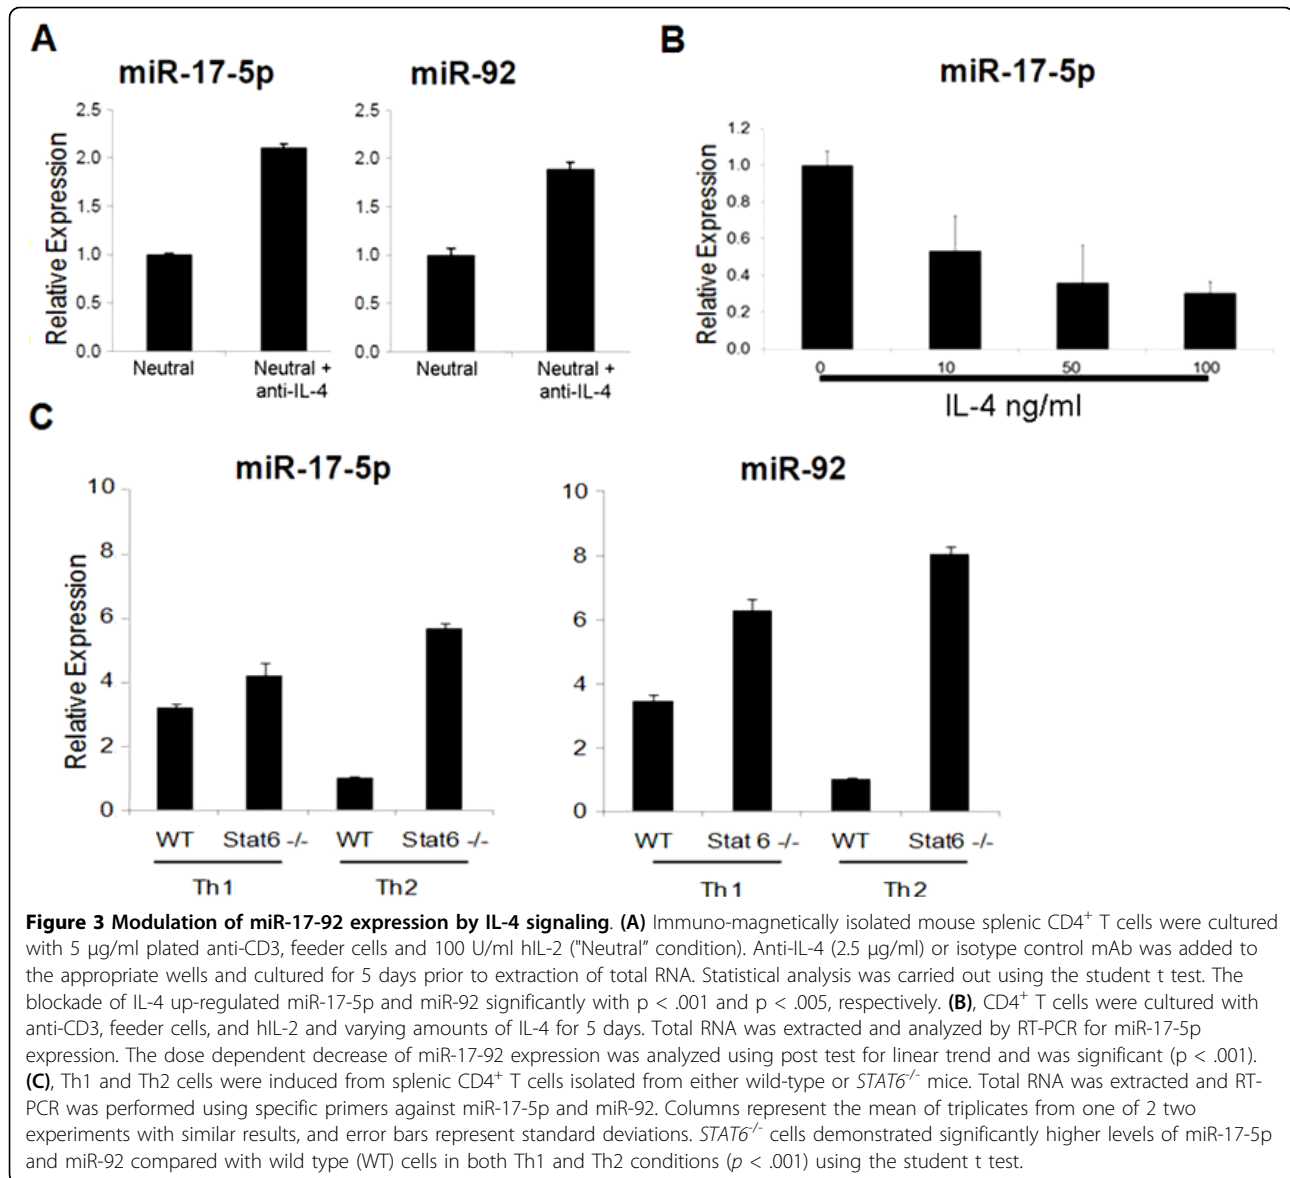 A
miR-17-5p
miR-92
Relative Expression
2.5
2.0
1.5
1.0
0.5
0.0
Neutral
Neutral +
anti-IL-4
2.5
2.0
1.5
1.0
0.5
0.0
Neutral
Neutral +
anti-IL-4
B
miR-17-5p
Relative Expression
1.2
1.0
0.8
0.6
0.4
0.2
0.0
0 10 50 100
IL-4 ng/ml
C
miR-17-5p
Relative Expression
10
8
6
4
2
0
WT Stat6 -/- WT Stat6 -/-
Th1 Th2
miR-92
10
8
6
4
2
0
WT Stat 6 -/- WT Stat6 -/-
Th1 Th2
Figure 3 Modulation of miR-17-92 expression by IL-4 signaling. (A) Immuno-magnetically isolated mouse splenic CD4+ T cells were cultured
with 5 μg/ml plated anti-CD3, feeder cells and 100 U/ml hIL-2 ("Neutral" condition). Anti-IL-4 (2.5 μg/ml) or isotype control mAb was added to
the appropriate wells and cultured for 5 days prior to extraction of total RNA. Statistical analysis was carried out using the student t test. The
blockade of IL-4 up-regulated miR-17-5p and miR-92 significantly with p < .001 and p < .005, respectively. (B), CD4+ T cells were cultured with
anti-CD3, feeder cells, and hIL-2 and varying amounts of IL-4 for 5 days. Total RNA was extracted and analyzed by RT-PCR for miR-17-5p
expression. The dose dependent decrease of miR-17-92 expression was analyzed using post test for linear trend and was significant (p < .001).
(C), Th1 and Th2 cells were induced from splenic CD4+ T cells isolated from either wild-type or STAT6-/- mice. Total RNA was extracted and RT-
PCR was performed using specific primers against miR-17-5p and miR-92. Columns represent the mean of triplicates from one of 2 two
experiments with similar results, and error bars represent standard deviations. STAT6-/- cells demonstrated significantly higher levels of miR-17-5p
and miR-92 compared with wild type (WT) cells in both Th1 and Th2 conditions (p < .001) using the student t test.